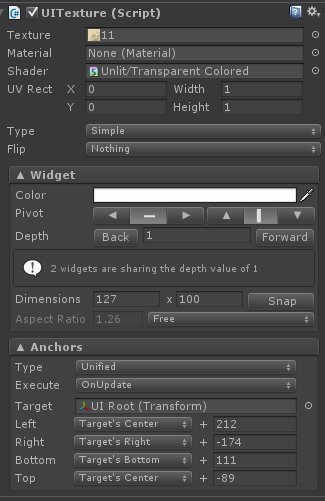 UITexture (Script)
Texture 11
Material None (Material)
Shader Unlit/Transparent Colored
UV Rect X 0 Width 1
Y 0 Height 1
Type Simple
Flip Nothing
▲ Widget
Color
Pivot ◄ ▬ ► ▲ ▌ ▼
Depth Back 1 Forward
2 widgets are sharing the depth value of 1
Dimensions 127 x 100 Snap
Aspect Ratio 1.26 Free
▲ Anchors
Type Unified
Execute OnUpdate
Target UI Root (Transform)
Left Target's Center + 212
Right Target's Right + -174
Bottom Target's Bottom + 111
Top Target's Center + -89